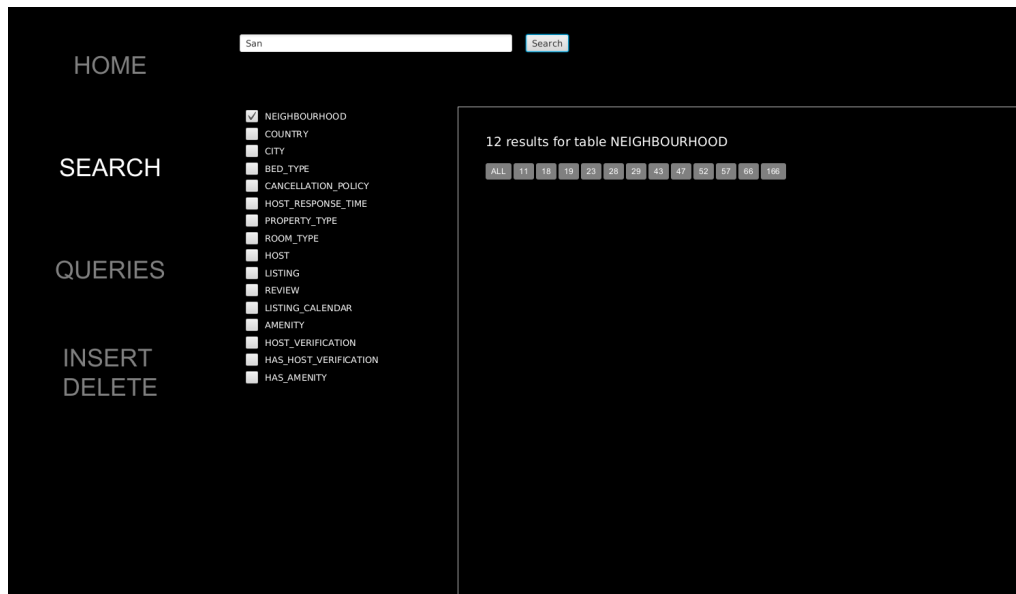 HOME
SEARCH
QUERIES
INSERT
DELETE
San
Search
NEIGHBOURHOOD
COUNTRY
CITY
BED_TYPE
CANCELLATION_POLICY
HOST_RESPONSE_TIME
PROPERTY_TYPE
ROOM_TYPE
HOST
LISTING
REVIEW
LISTING_CALENDAR
AMENITY
HOST_VERIFICATION
HAS_HOST_VERIFICATION
HAS_AMENITY
12 results for table NEIGHBOURHOOD
ALL 11 18 19 23 28 29 43 47 52 57 66 166